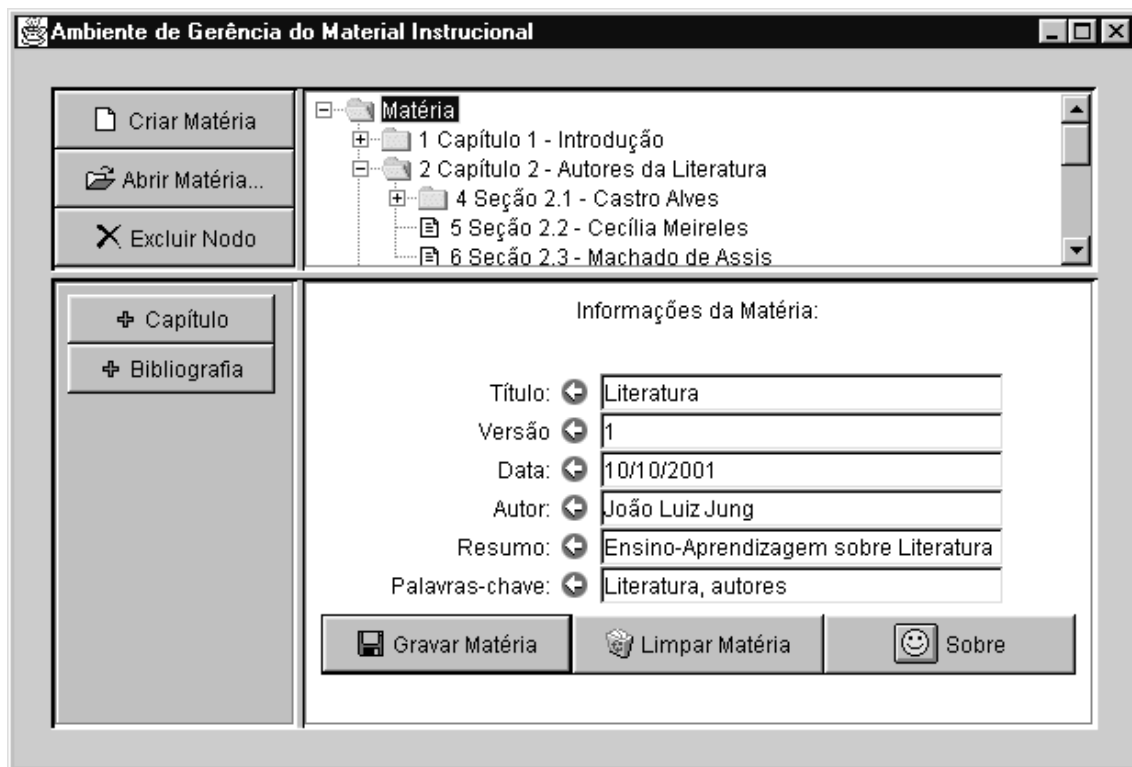 Ambiente de Gerência do Material Instrucional
Criar Matéria
Abrir Matéria...
Excluir Nodo
Matéria
1 Capítulo 1 - Introdução
2 Capítulo 2 - Autores da Literatura
4 Seção 2.1 - Castro Alves
5 Seção 2.2 - Cecília Meireles
6 Seção 2.3 - Machado de Assis
Capítulo
Bibliografia
Informações da Matéria:
Título: Literatura
Versão 1
Data: 10/10/2001
Autor: João Luiz Jung
Resumo: Ensino-Aprendizagem sobre Literatura
Palavras-chave: Literatura, autores
Gravar Matéria Limpar Matéria Sobre